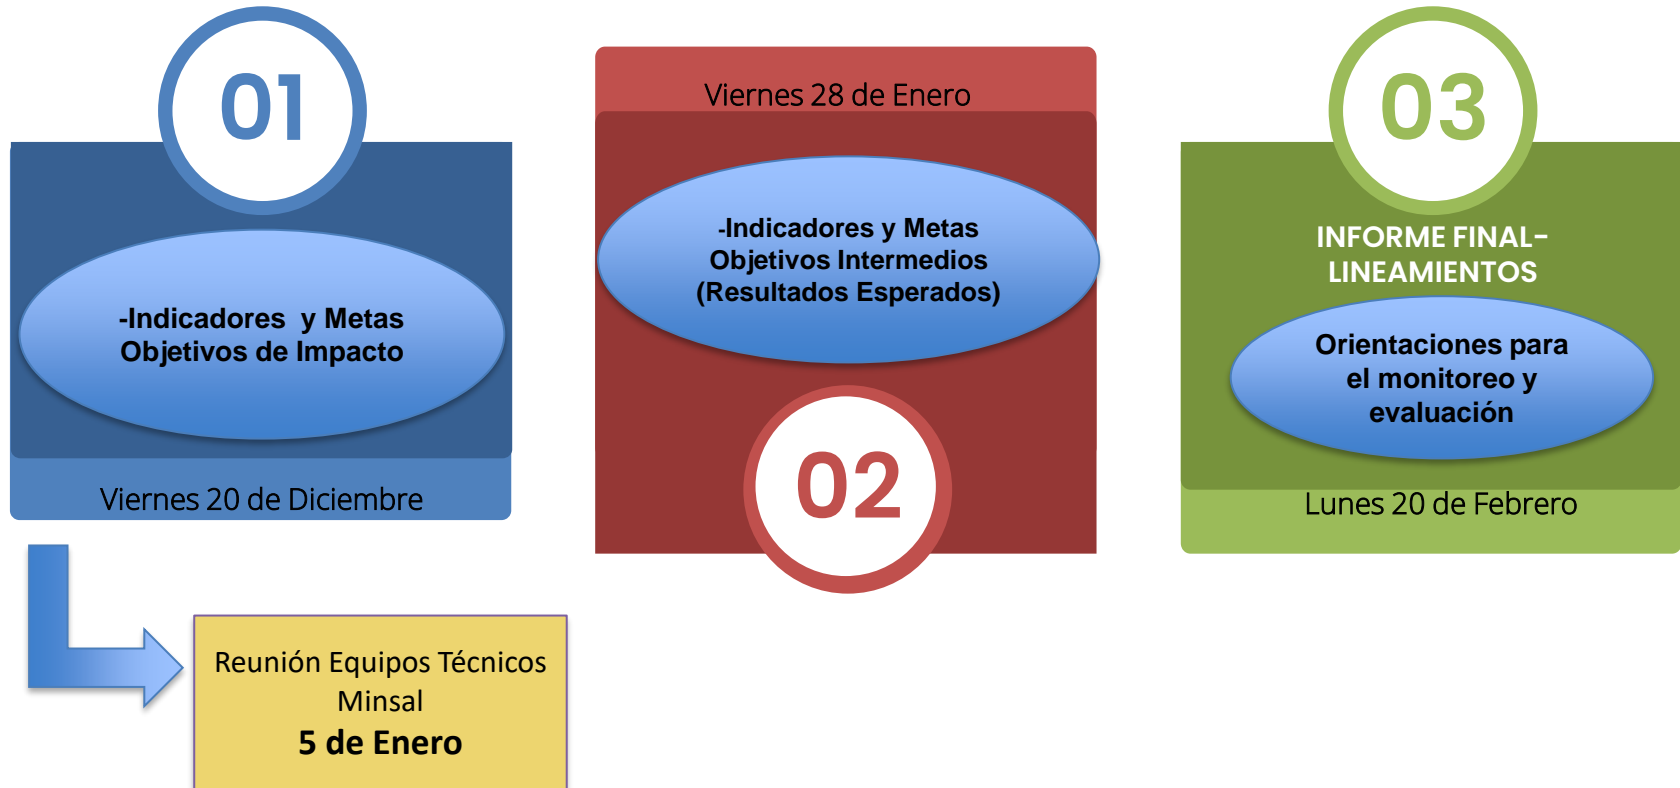 01
-Indicadores  y Metas
Objetivos de Impacto
Viernes 20 de Diciembre
Reunión Equipos Técnicos
Minsal
5 de Enero
Viernes 28 de Enero
-Indicadores y Metas
Objetivos Intermedios
(Resultados Esperados)
02
03
INFORME FINAL-
LINEAMIENTOS
Orientaciones para
el monitoreo y
evaluación
Lunes 20 de Febrero